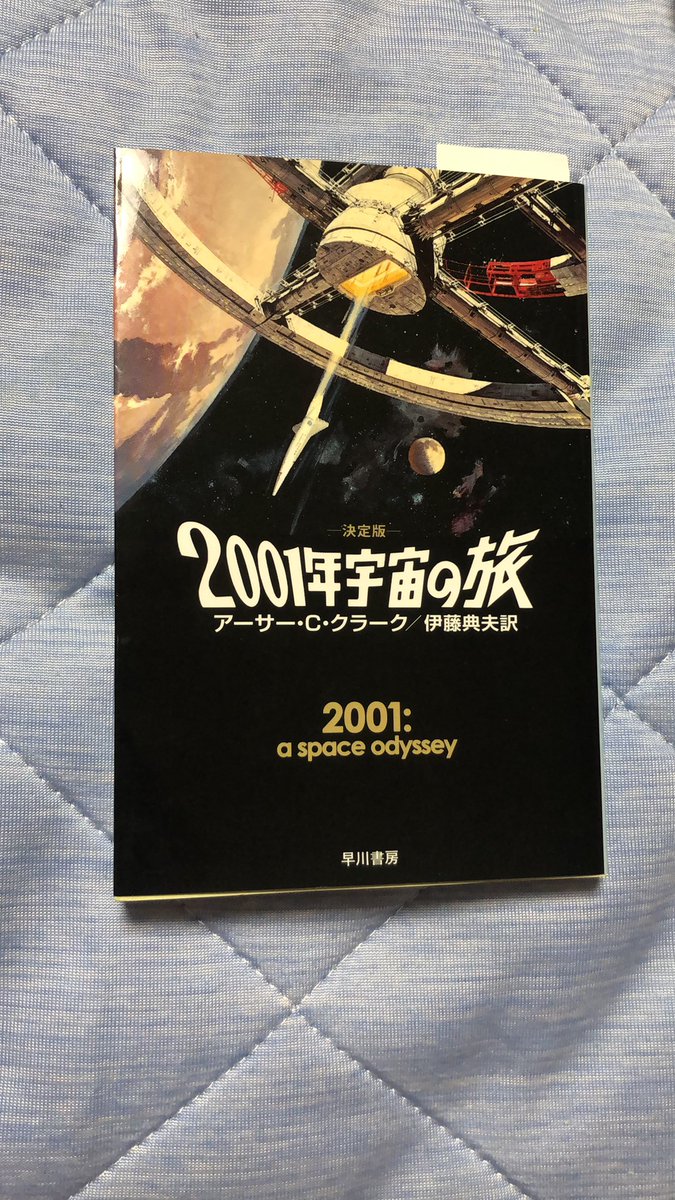 —決定版—
2001年宇宙の旅
アーサー・C・クラーク/伊藤典夫訳
2001:
a space odyssey
早川書房